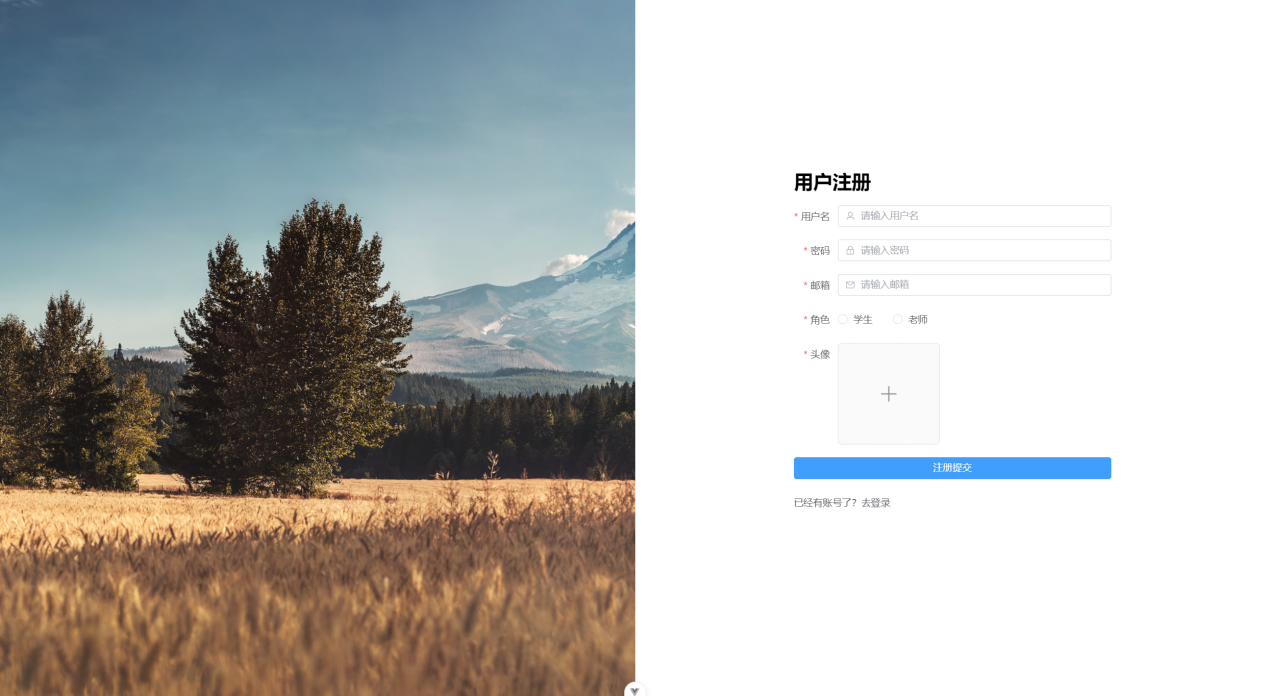 用户注册
* 用户名 请输入用户名
* 密码 请输入密码
* 邮箱 请输入邮箱
* 角色 学生 老师
* 头像
注册提交
已经有账号了？去登录